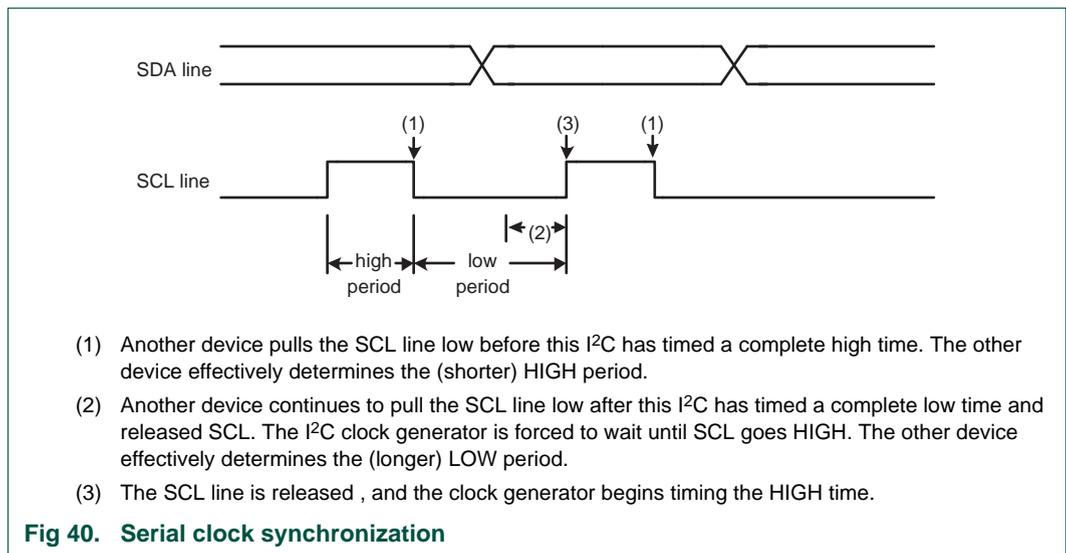 SDA line
(1)
(3)
(1)
SCL line
(2)
high
period
low
period
(1) Another device pulls the SCL line low before this I2C has timed a complete high time. The other
device effectively determines the (shorter) HIGH period.
(2) Another device continues to pull the SCL line low after this I2C has timed a complete low time and
released SCL. The I2C clock generator is forced to wait until SCL goes HIGH. The other device
effectively determines the (longer) LOW period.
(3) The SCL line is released , and the clock generator begins timing the HIGH time.
Fig 40. Serial clock synchronization